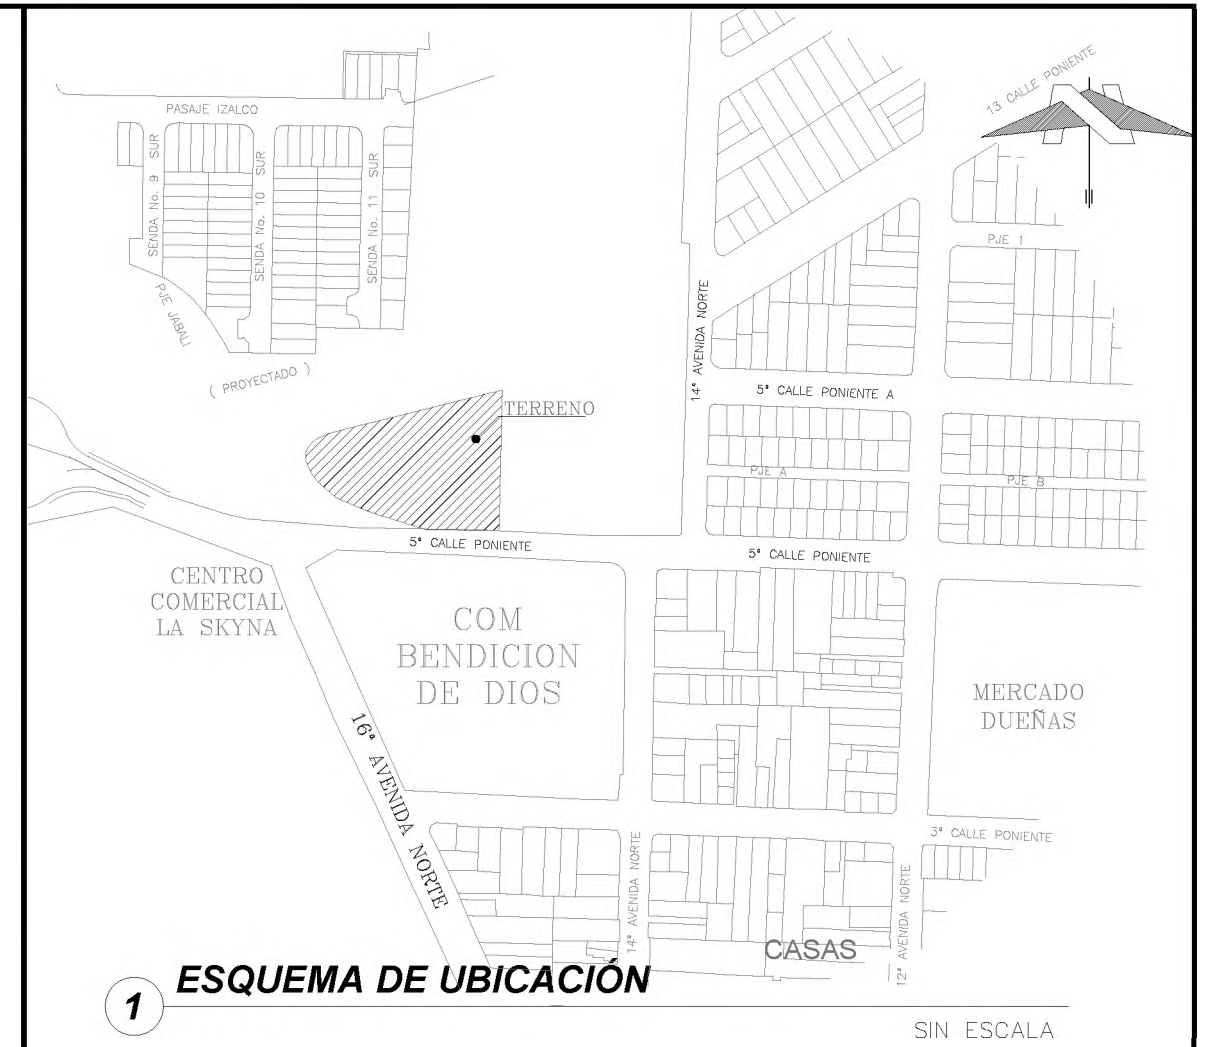 13 CALLE PONIENTE
PASAJE IZALCO
SENDA No. 9 SUR
SENDA No. 10 SUR
SENDA No. 11 SUR
PJE 1
PJE JABALI
( PROYECTADO )
14ª AVENIDA NORTE
5ª CALLE PONIENTE A
TERRENO
PJE A
PJE B
5ª CALLE PONIENTE
5ª CALLE PONIENTE
CENTRO
COMERCIAL
LA SKYNA
COM
BENDICION
DE DIOS
MERCADO
DUEÑAS
16ª AVENIDA NORTE
3ª CALLE PONIENTE
14ª AVENIDA NORTE
12ª AVENIDA NORTE
CASAS
1
ESQUEMA DE UBICACIÓN
SIN ESCALA